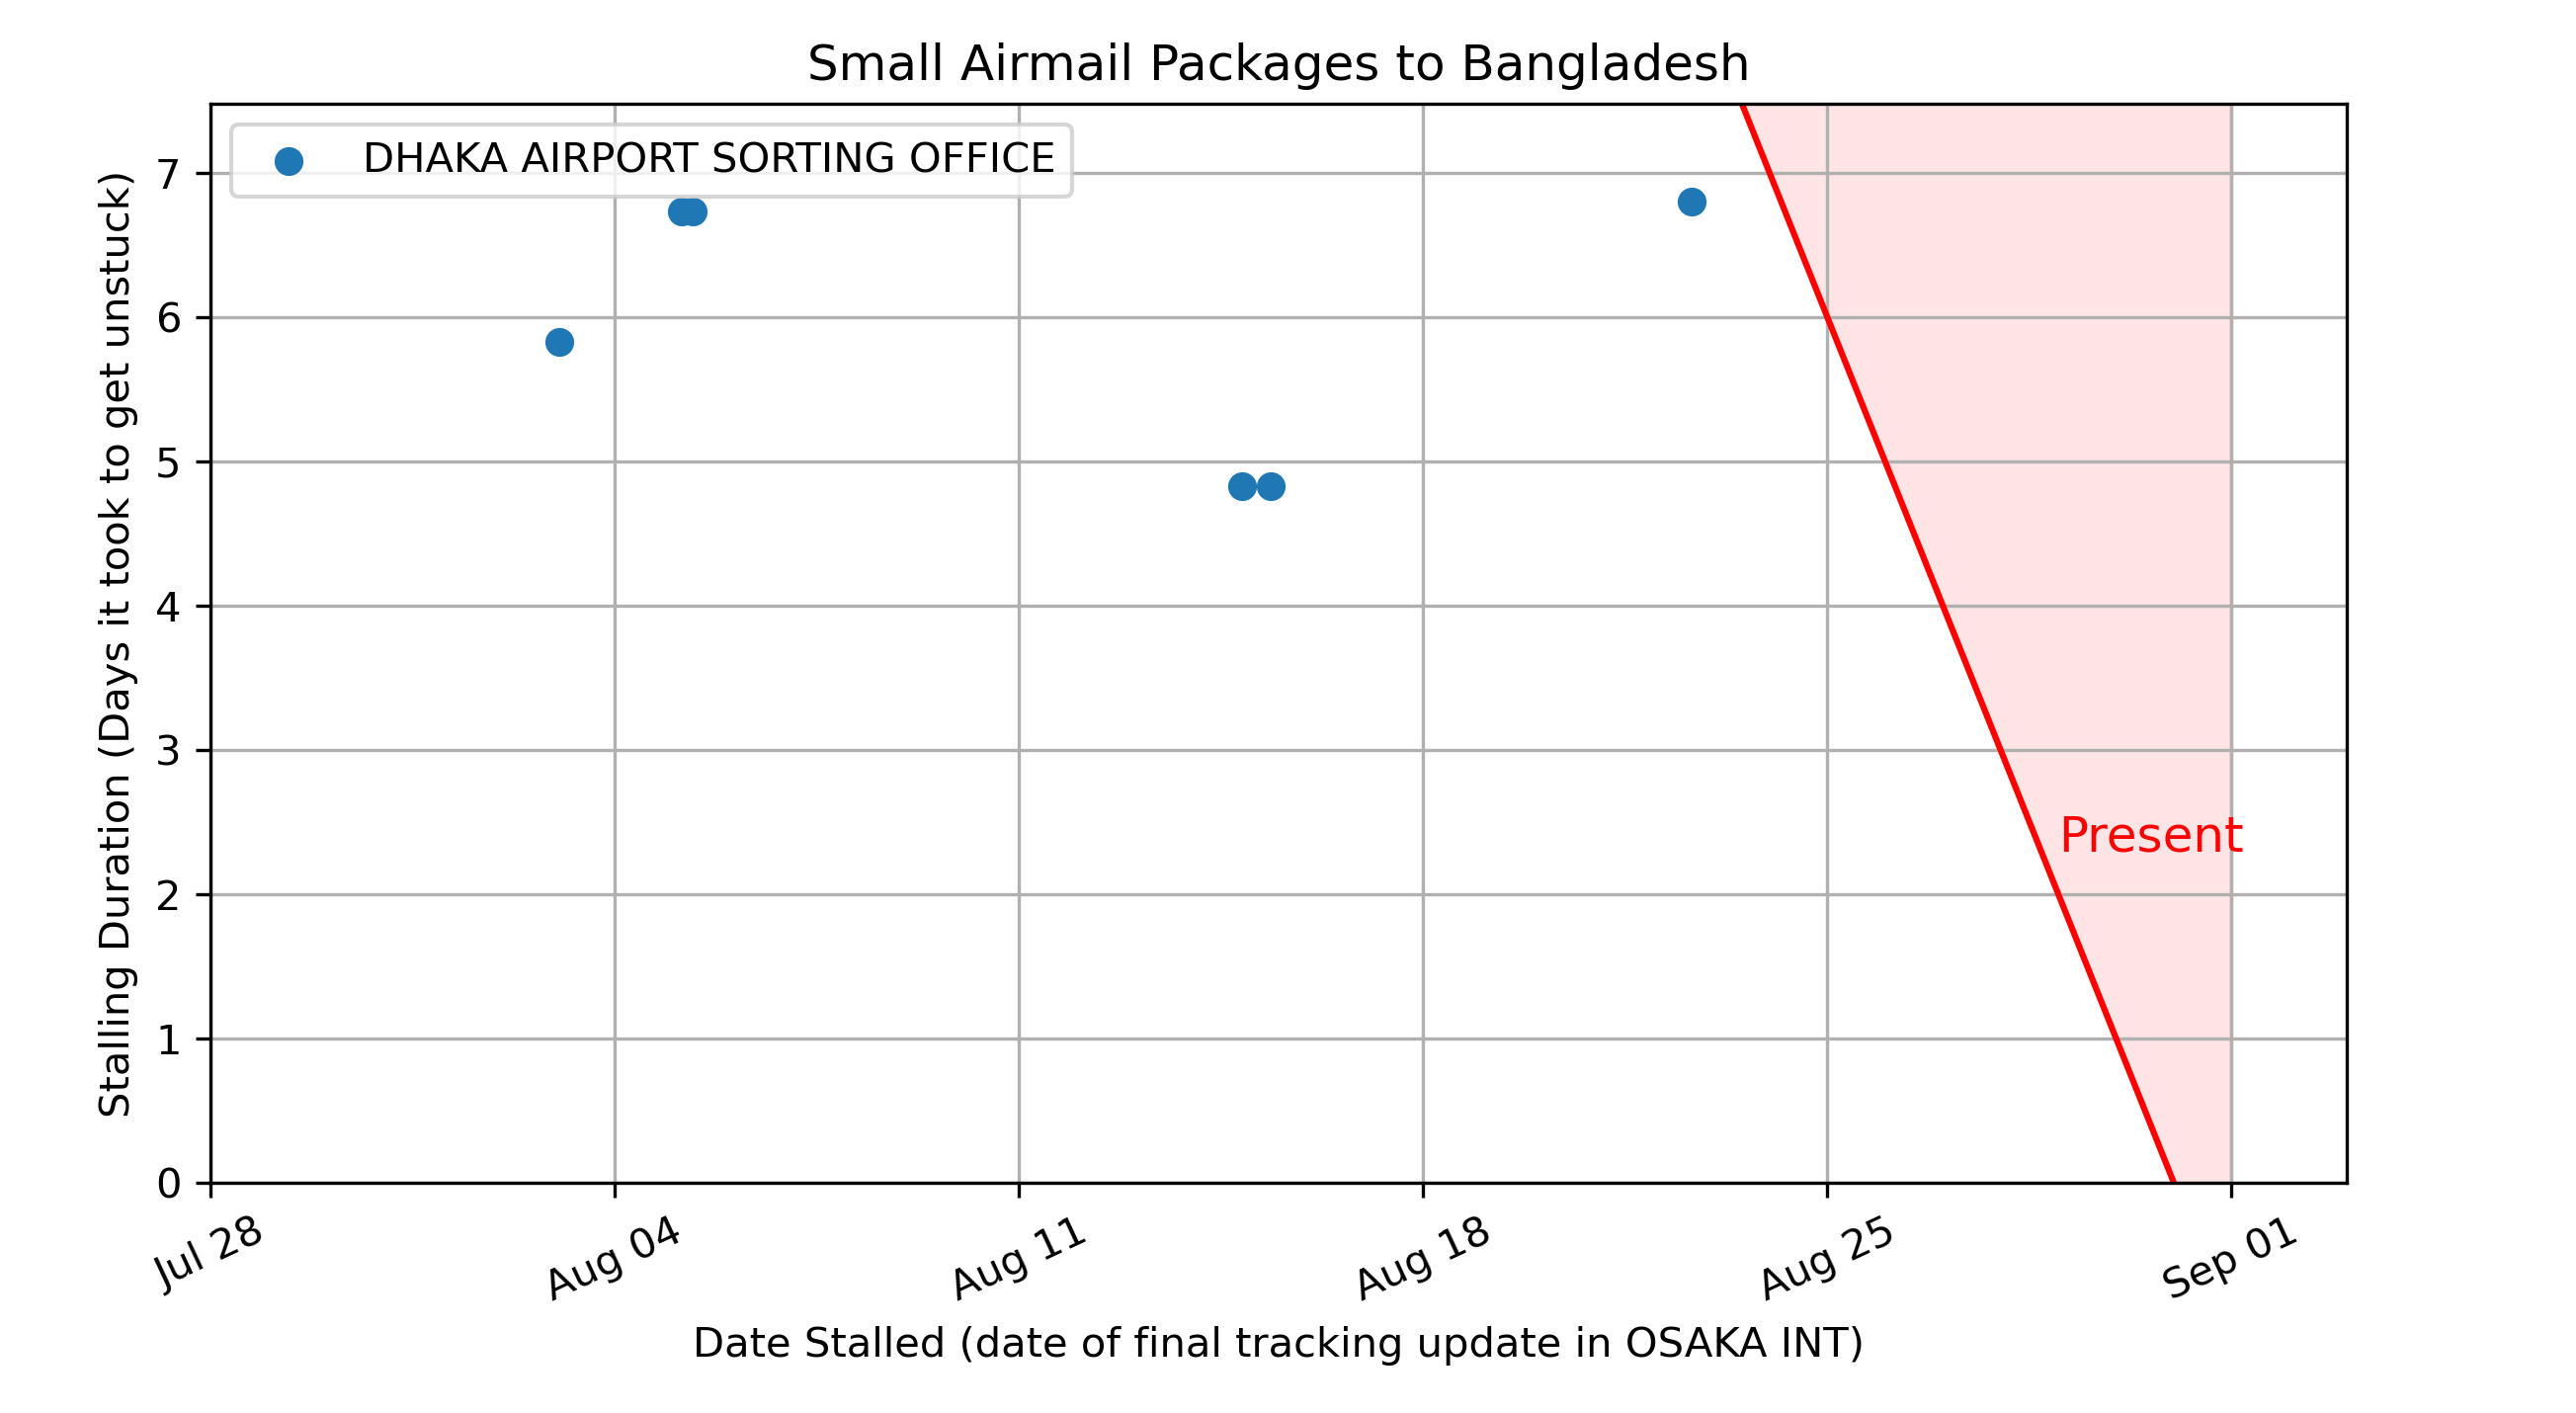 Small Airmail Packages to Bangladesh
DHAKA AIRPORT SORTING OFFICE
Stalling Duration (Days it took to get unstuck)
7
6
5
4
3
2
1
0
Present
Jul 28
Aug 04
Aug 11
Aug 18
Aug 25
Sep 01
Date Stalled (date of final tracking update in OSAKA INT)